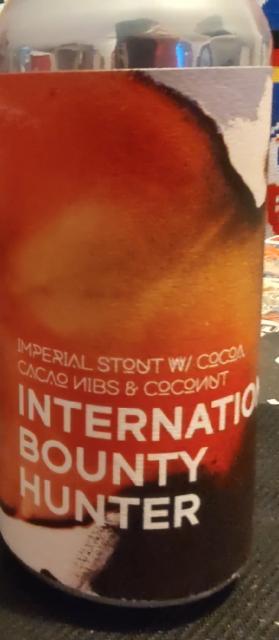 IMPERIAL STOUT W/ COCOA
CACAO NIBS & COCONUT
INTERNATIO
BOUNTY
HUNTER